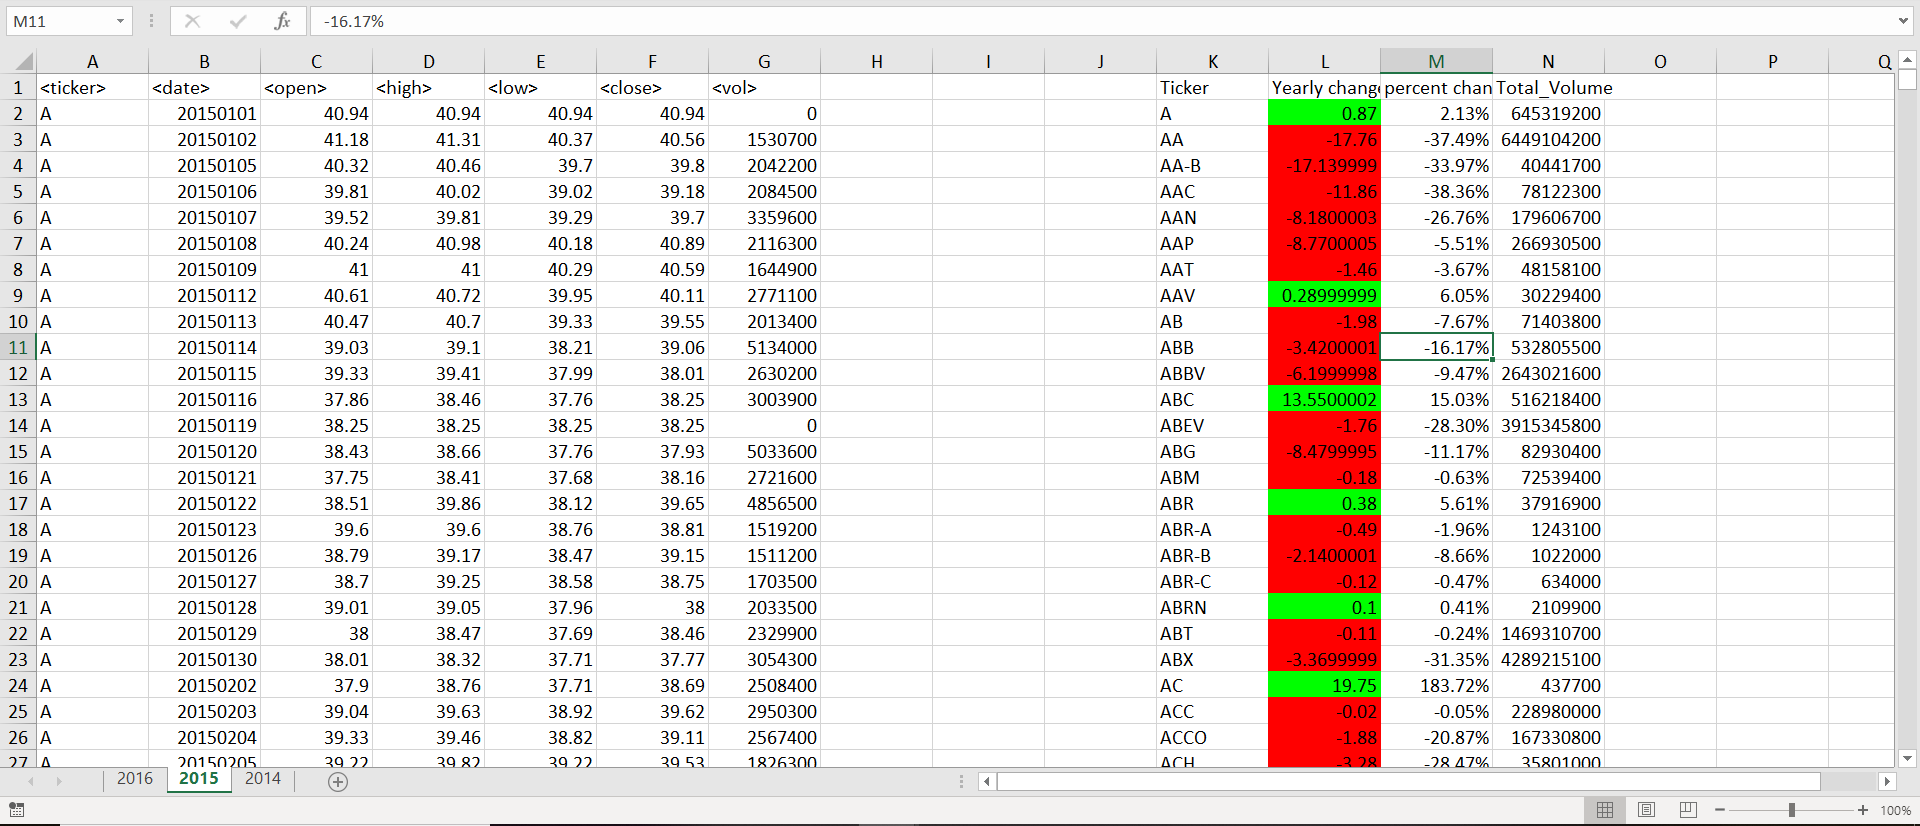 M11 fx -16.17%
A B C D E F G H I J K L M N O P Q
1 <ticker> <date> <open> <high> <low> <close> <vol> Ticker Yearly change percent chan Total_Volume
2 A 20150101 40.94 40.94 40.94 40.94 0 A 0.87 2.13% 645319200
3 A 20150102 41.18 41.31 40.37 40.56 1530700 AA -17.76 -37.49% 6449104200
4 A 20150105 40.32 40.46 39.7 39.8 2042200 AA-B -17.139999 -33.97% 40441700
5 A 20150106 39.81 40.02 39.02 39.18 2084500 AAC -11.86 -38.36% 78122300
6 A 20150107 39.52 39.81 39.29 39.7 3359600 AAN -8.1800003 -26.76% 179606700
7 A 20150108 40.24 40.98 40.18 40.89 2116300 AAP -8.7700005 -5.51% 266930500
8 A 20150109 41 41 40.29 40.59 1644900 AAT -1.46 -3.67% 48158100
9 A 20150112 40.61 40.72 39.95 40.11 2771100 AAV 0.28999999 6.05% 30229400
10 A 20150113 40.47 40.7 39.33 39.55 2013400 AB -1.98 -7.67% 71403800
11 A 20150114 39.03 39.1 38.21 39.06 5134000 ABB -3.4200001 -16.17% 532805500
12 A 20150115 39.33 39.41 37.99 38.01 2630200 ABBV -6.1999998 -9.47% 2643021600
13 A 20150116 37.86 38.46 37.76 38.25 3003900 ABC 13.5500002 15.03% 516218400
14 A 20150119 38.25 38.25 38.25 38.25 0 ABEV -1.76 -28.30% 3915345800
15 A 20150120 38.43 38.66 37.76 37.93 5033600 ABG -8.4799995 -11.17% 82930400
16 A 20150121 37.75 38.41 37.68 38.16 2721600 ABM -0.18 -0.63% 72539400
17 A 20150122 38.51 39.86 38.12 39.65 4856500 ABR 0.38 5.61% 37916900
18 A 20150123 39.6 39.6 38.76 38.81 1519200 ABR-A -0.49 -1.96% 1243100
19 A 20150126 38.79 39.17 38.47 39.15 1511200 ABR-B -2.1400001 -8.66% 1022000
20 A 20150127 38.7 39.25 38.58 38.75 1703500 ABR-C -0.12 -0.47% 634000
21 A 20150128 39.01 39.05 37.96 38 2033500 ABRN 0.1 0.41% 2109900
22 A 20150129 38 38.47 37.69 38.46 2329900 ABT -0.11 -0.24% 1469310700
23 A 20150130 38.01 38.32 37.71 37.77 3054300 ABX -3.3699999 -31.35% 4289215100
24 A 20150202 37.9 38.76 37.71 38.69 2508400 AC 19.75 183.72% 437700
25 A 20150203 39.04 39.63 38.92 39.62 2950300 ACC -0.02 -0.05% 228980000
26 A 20150204 39.33 39.46 38.82 39.11 2567400 ACCO -1.88 -20.87% 167330800
27 A 20150205 39.22 39.82 39.22 39.53 1826300 ACH -3.28 -28.47% 35801000
2016 2015 2014
100%